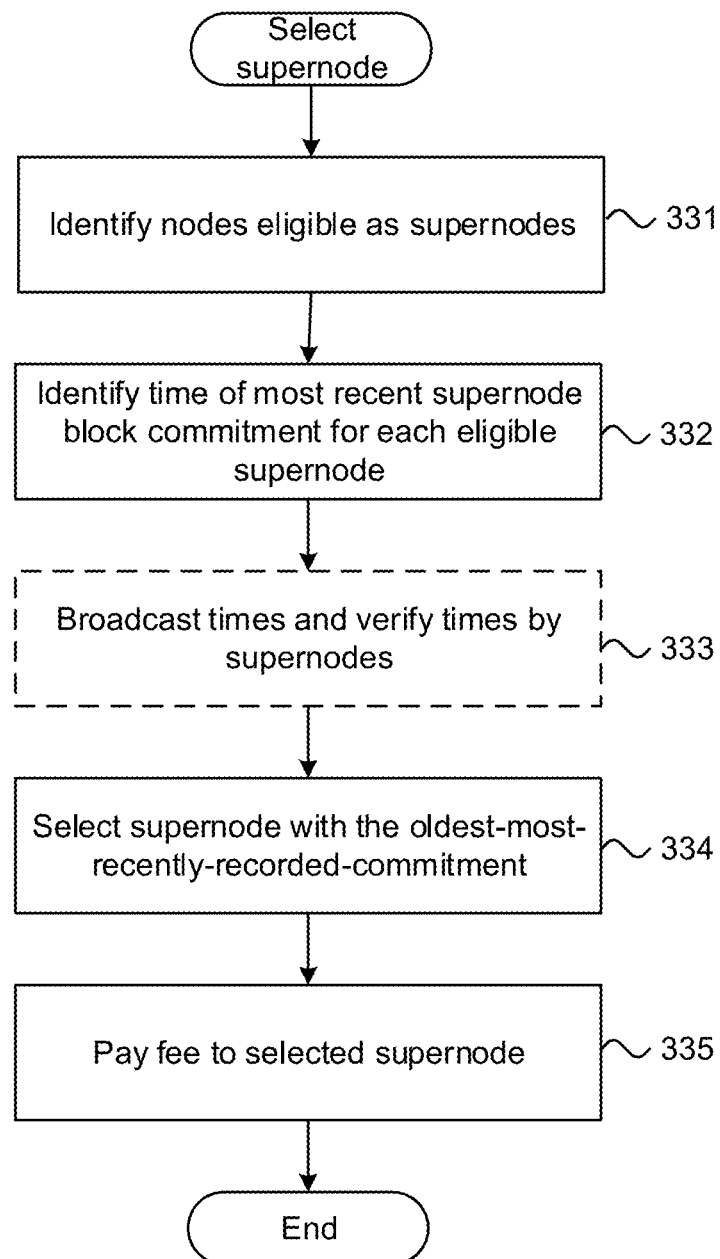 Select
supernode
Identify nodes eligible as supernodes
331
Identify time of most recent supernode
block commitment for each eligible
supernode
332
Broadcast times and verify times by
supernodes
333
Select supernode with the oldest-most-
recently-recorded-commitment
334
Pay fee to selected supernode
335
End